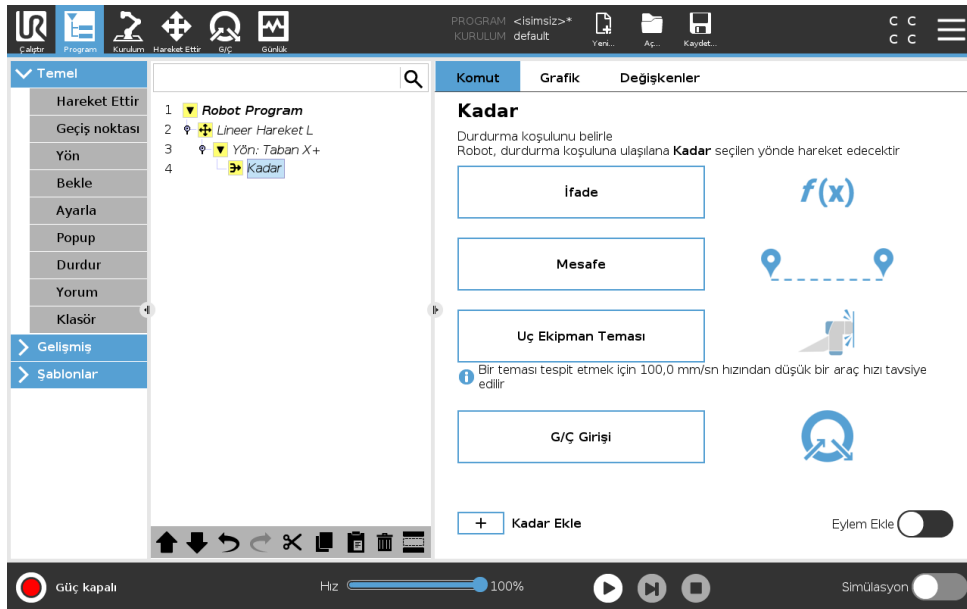 UR
PROGRAM <isimsiz>*
KURULUM default
Çalıştır
Program
Kurulum
Hareket Ettir
G/Ç
Günlük
Yeni...
Aç...
Kaydet...
C C
C C
Temel
Hareket Ettir
Geçiş noktası
Yön
Bekle
Ayarla
Popup
Durdur
Yorum
Klasör
Gelişmiş
Şablonlar
1 Robot Program
2 Lineer Hareket L
3 Yön: Taban X+
4 Kadar
Komut Grafik Değişkenler
Kadar
Durdurma koşulunu belirle
Robot, durdurma koşuluna ulaşılana Kadar seçilen yönde hareket edecektir
İfade
f(x)
Mesafe
Uç Ekipman Teması
Bir teması tespit etmek için 100,0 mm/sn hızından düşük bir araç hızı tavsiye
edilir
G/Ç Girişi
+ Kadar Ekle
Eylem Ekle
Güç kapalı
Hız 100%
Simülasyon